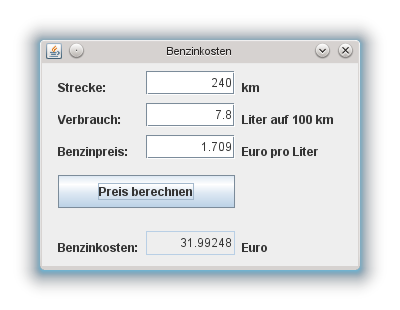 Benzinkosten
Strecke: 240 km
Verbrauch: 7.8 Liter auf 100 km
Benzinpreis: 1.709 Euro pro Liter
Preis berechnen
Benzinkosten: 31.99248 Euro